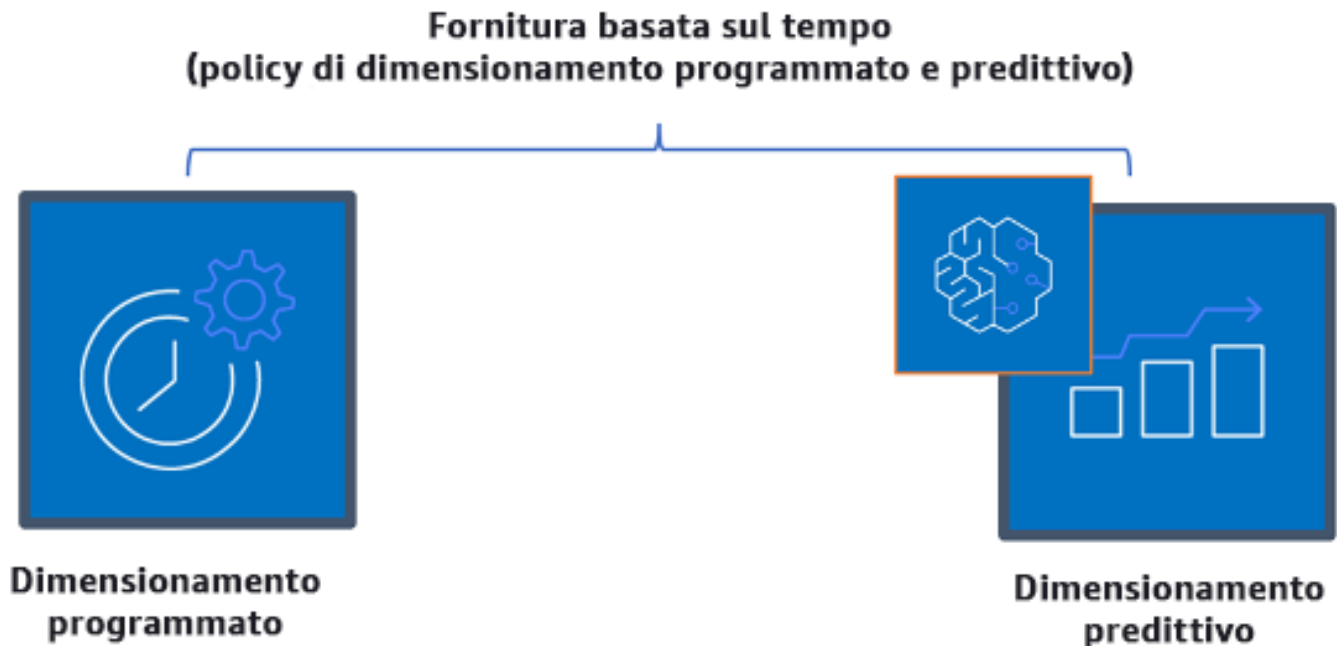 Fornitura basata sul tempo
(policy di dimensionamento programmato e predittivo)
Dimensionamento
programmato
Dimensionamento
predittivo